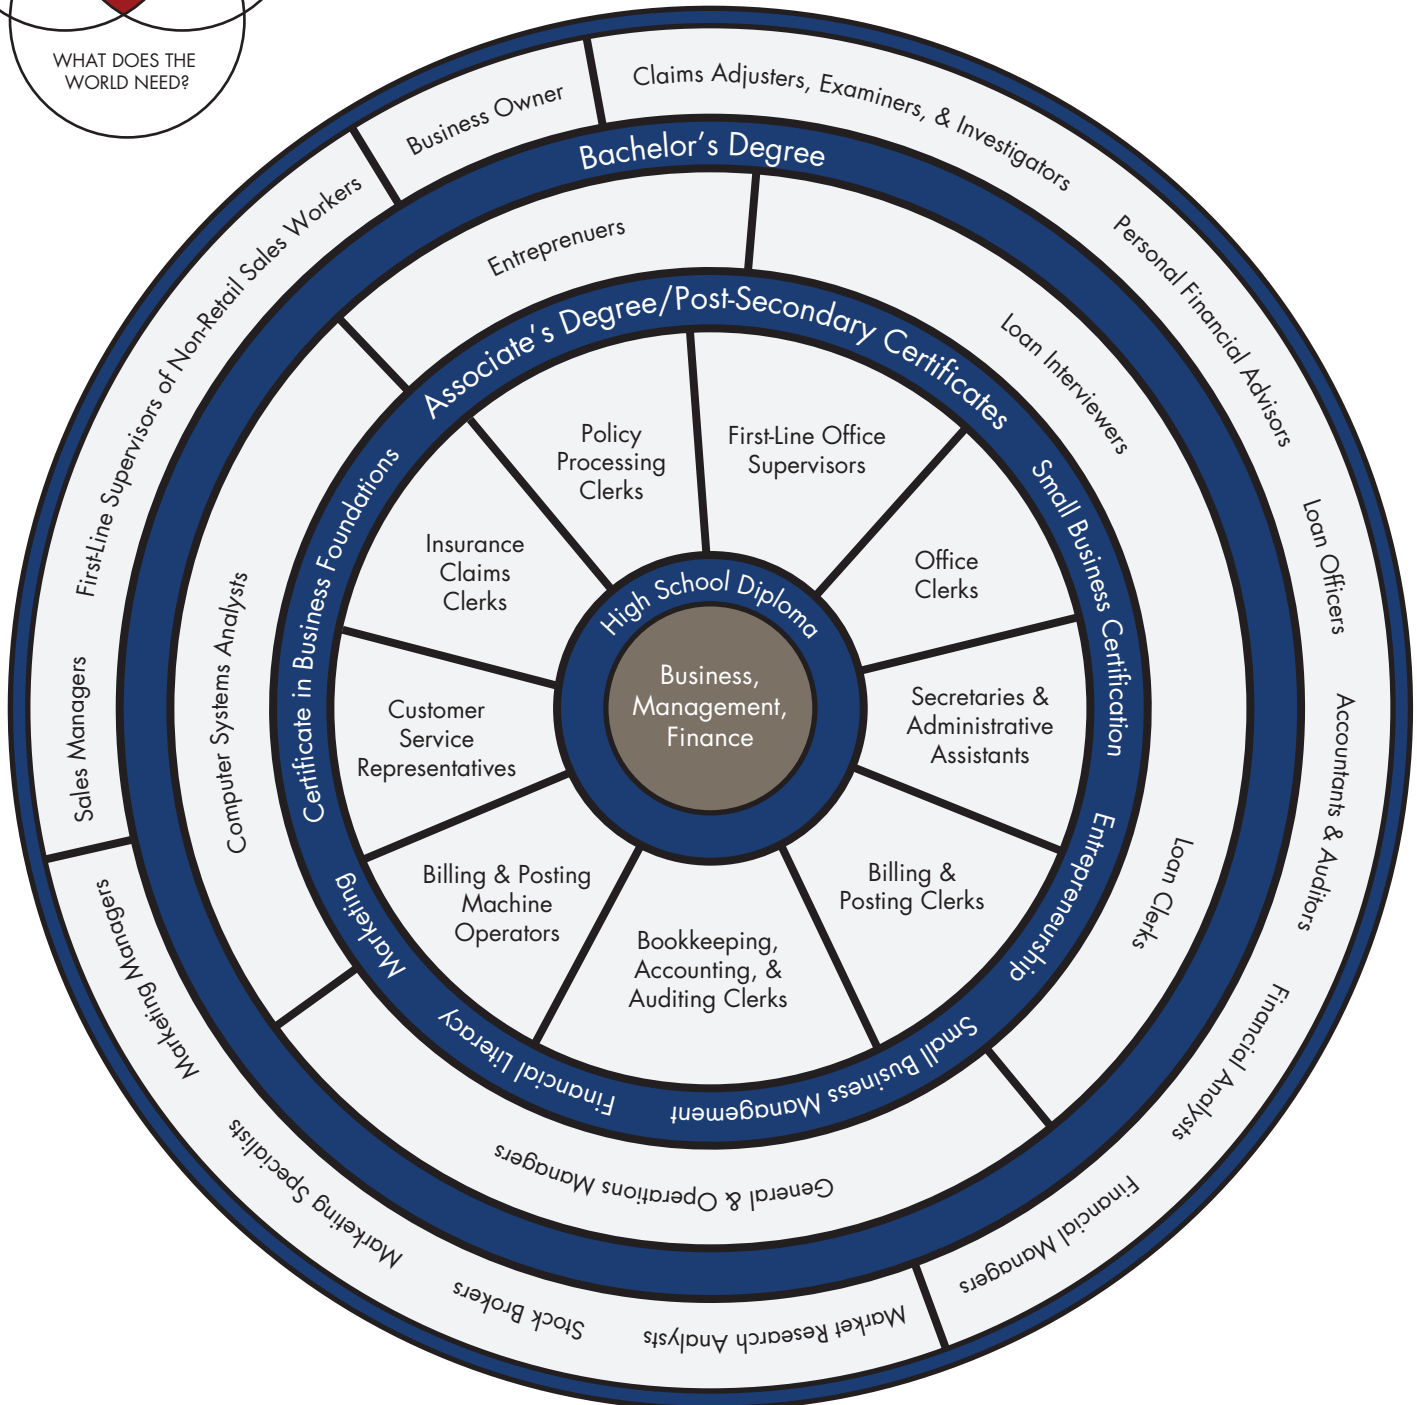 WHAT DOES THE
WORLD NEED?
Business Owner
Claims Adjusters, Examiners, & Investigators
Personal Financial Advisors
Loan Officers
Accountants & Auditors
Financial Analysts
Financial Managers
Market Research Analysts
Stock Brokers
Marketing Specialists
Marketing Managers
Sales Managers
First-Line Supervisors of Non-Retail Sales Workers
Bachelor's Degree
Entreprenuers
Loan Interviewers
Loan Clerks
General & Operations Managers
Computer Systems Analysts
Associate's Degree/Post-Secondary Certificates
Small Business Certification
Entrepreneurship
Small Business Management
Financial Literacy
Marketing
Certificate in Business Foundations
Policy
Processing
Clerks
First-Line Office
Supervisors
Office
Clerks
Secretaries &
Administrative
Assistants
Billing &
Posting Clerks
Bookkeeping,
Accounting, &
Auditing Clerks
Billing & Posting
Machine
Operators
Customer
Service
Representatives
Insurance
Claims
Clerks
High School Diploma
Business,
Management,
Finance